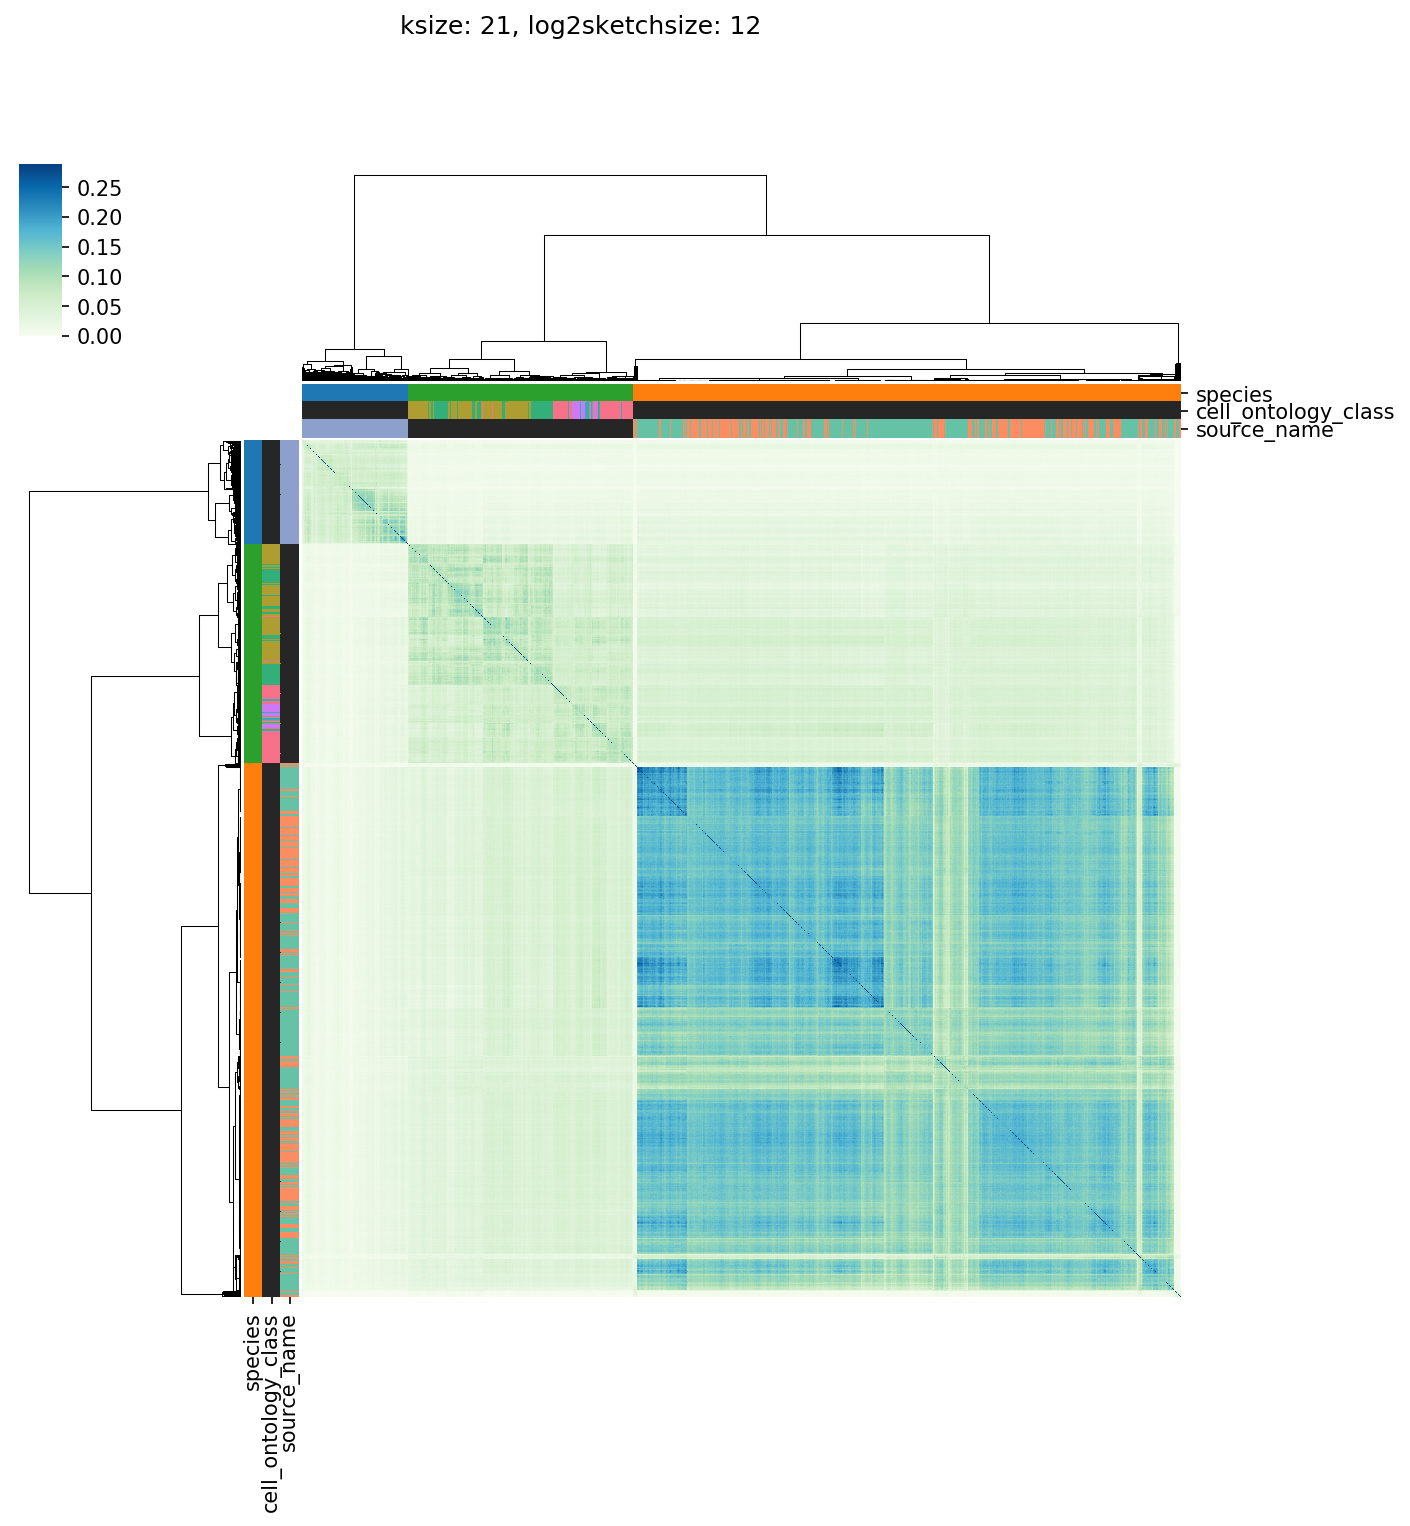 ksize: 21, log2sketchsize: 12
0.25
0.20
0.15
0.10
0.05
0.00
species
cell_ontology_class
source_name
species
cell_ontology_class
source_name